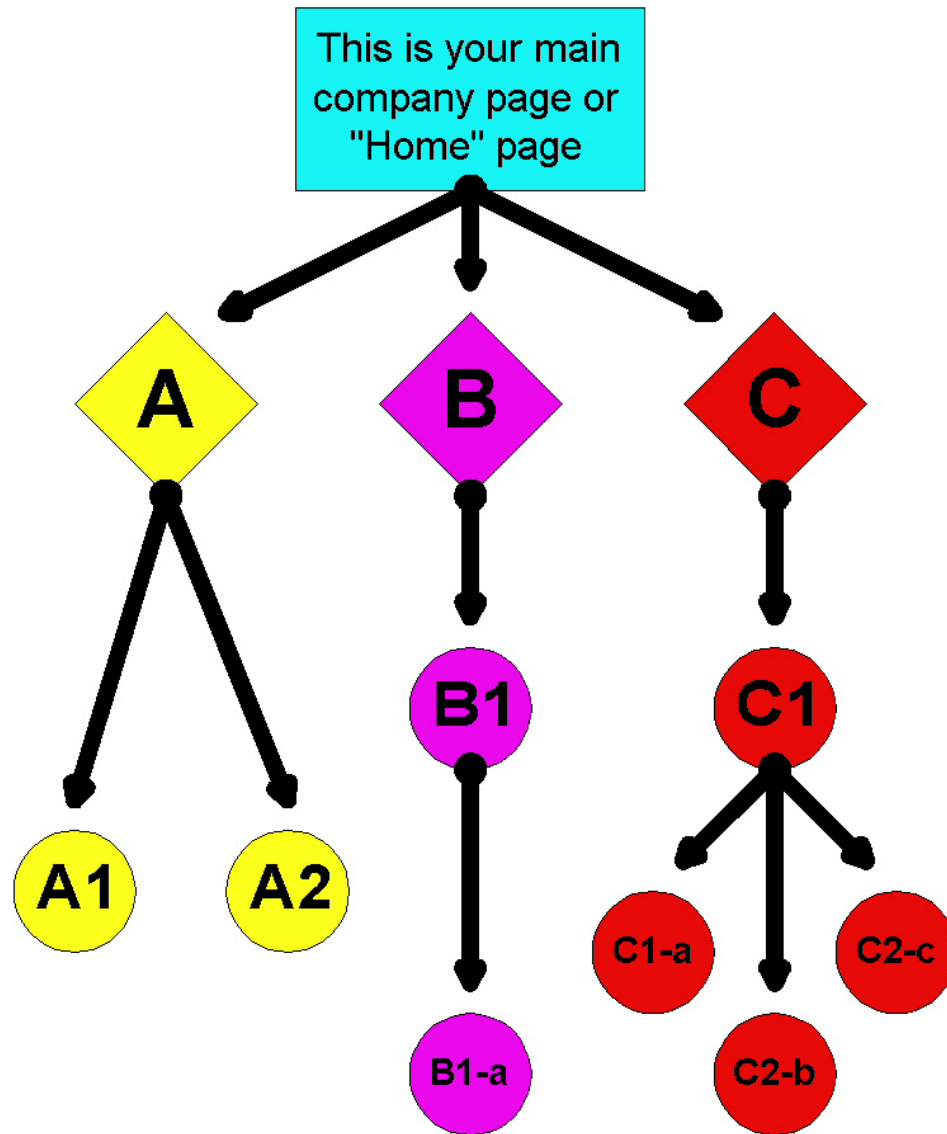 This is your main
company page or
"Home" page
A
B
C
B1
C1
A1
A2
C1-a
C2-c
B1-a
C2-b